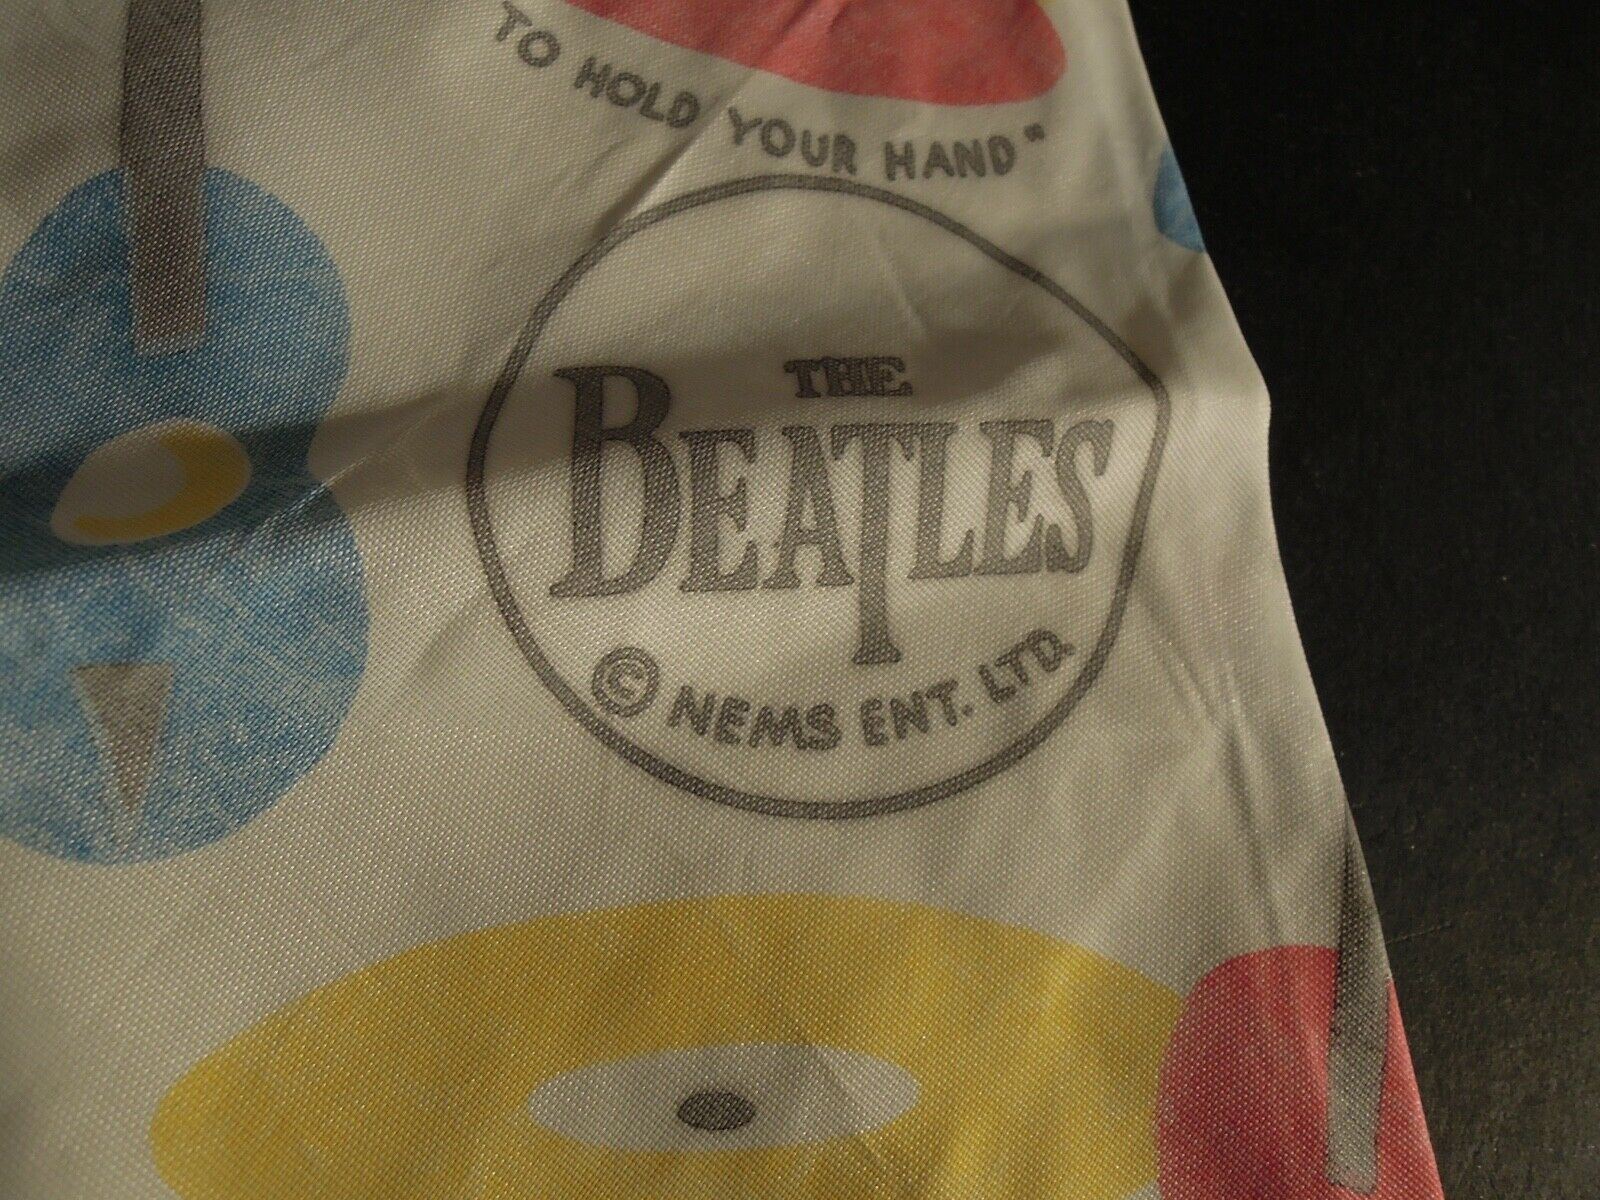 TO HOLD YOUR HAND"
THE
BEATLES
© NEMS ENT. LTD.